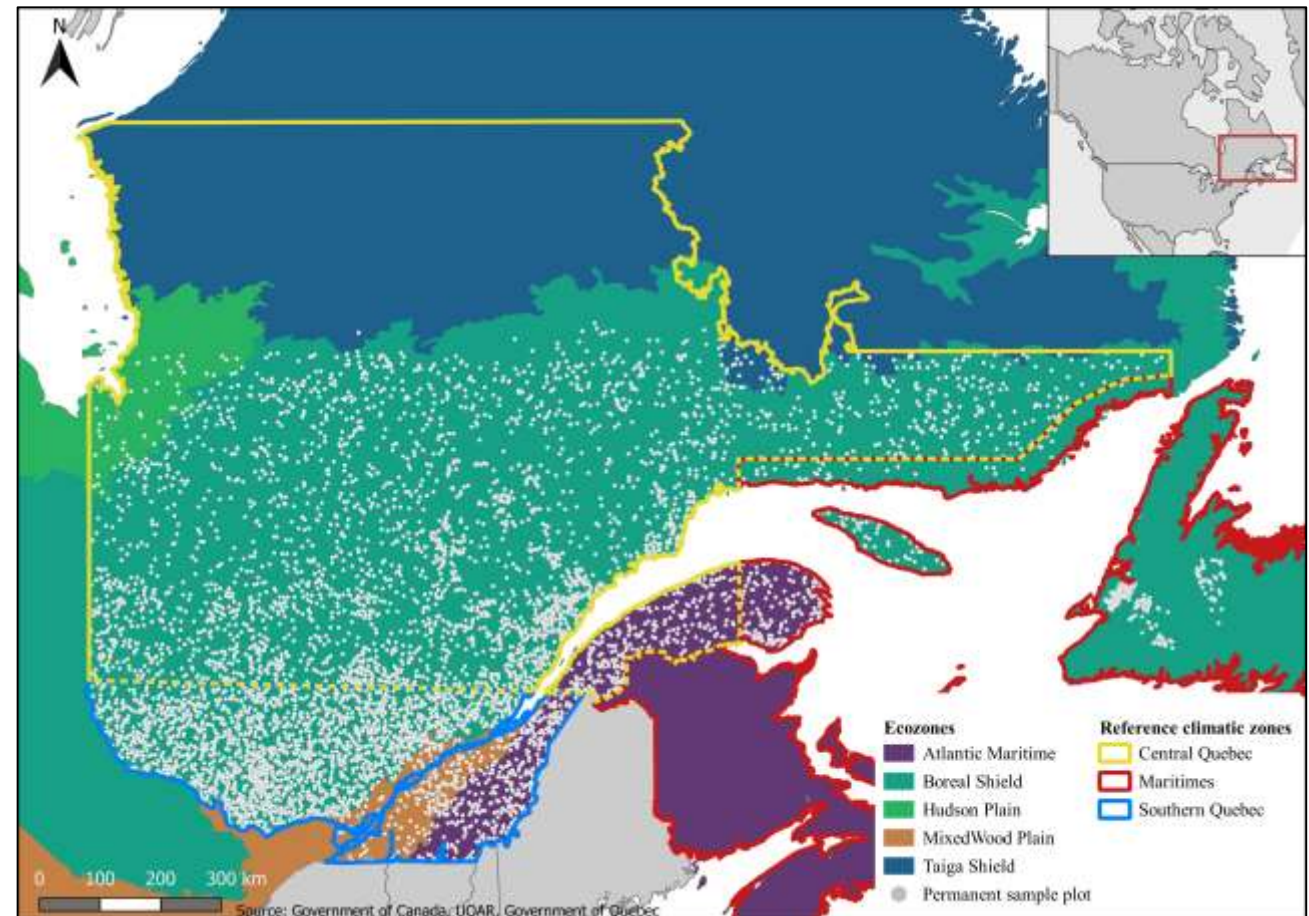 N
Ecozones
Atlantic Maritime
Boreal Shield
Hudson Plain
MixedWood Plain
Taiga Shield
Permanent sample plot
Reference climatic zones
Central Quebec
Maritimes
Southern Quebec
0 100 200 300 km
Source: Government of Canada, UQAR, Government of Quebec